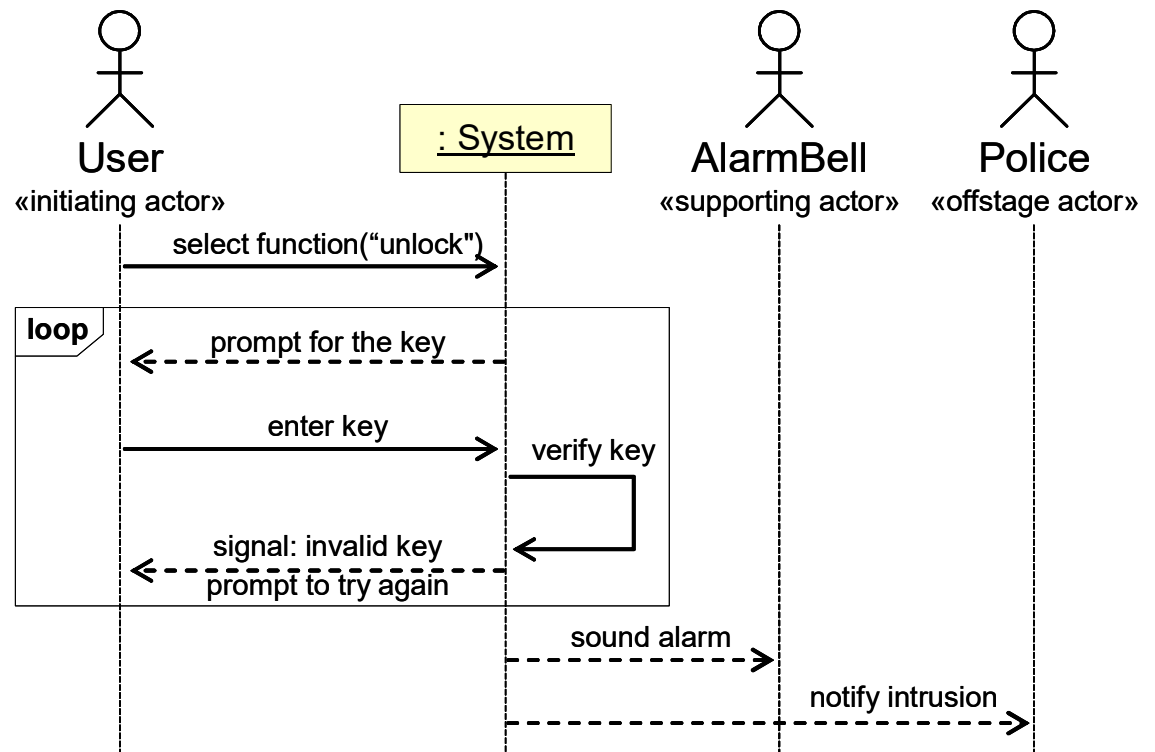 User
«initiating actor»
: System
AlarmBell
«supporting actor»
Police
«offstage actor»
select function(“unlock")
loop
prompt for the key
enter key
verify key
signal: invalid key
prompt to try again
sound alarm
notify intrusion